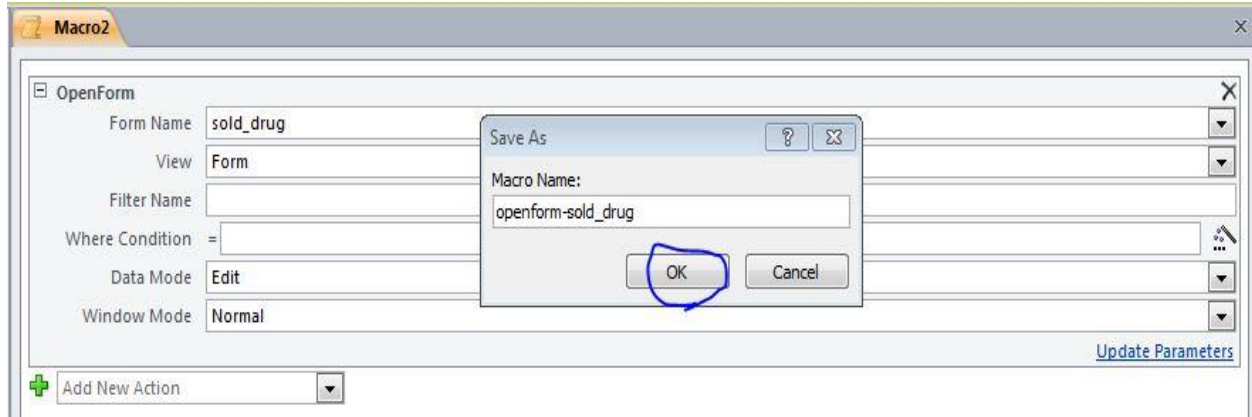 Macro2
OpenForm
Form Name sold_drug
View Form
Filter Name
Where Condition =
Data Mode Edit
Window Mode Normal
Update Parameters
Add New Action
Save As
Macro Name:
openform-sold_drug
OK Cancel